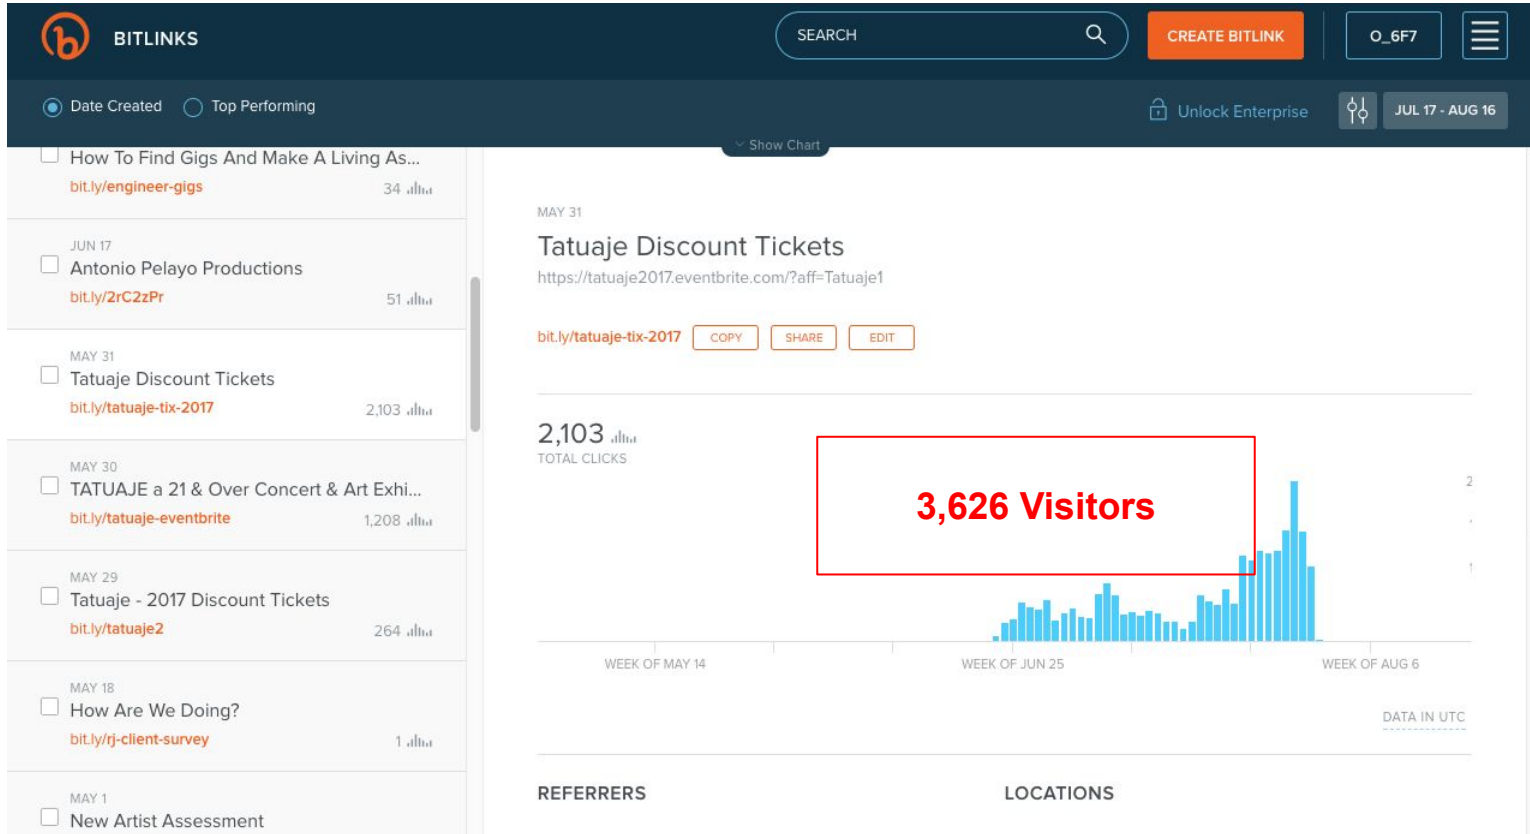 BITLINKS
SEARCH
CREATE BITLINK
O_6F7
Date Created
Top Performing
Unlock Enterprise
JUL 17 - AUG 16
Show Chart
How To Find Gigs And Make A Living As...
bit.ly/engineer-gigs
34
JUN 17
Antonio Pelayo Productions
bit.ly/2rC2zPr
51
MAY 31
Tatuaje Discount Tickets
bit.ly/tatuaje-tix-2017
2,103
MAY 30
TATUAJE a 21 & Over Concert & Art Exhi...
bit.ly/tatuaje-eventbrite
1,208
MAY 29
Tatuaje - 2017 Discount Tickets
bit.ly/tatuaje2
264
MAY 18
How Are We Doing?
bit.ly/rj-client-survey
1
MAY 1
New Artist Assessment
MAY 31
Tatuaje Discount Tickets
https://tatuaje2017.eventbrite.com/?aff=Tatuaje1
bit.ly/tatuaje-tix-2017
COPY
SHARE
EDIT
2,103
TOTAL CLICKS
3,626 Visitors
WEEK OF MAY 14
WEEK OF JUN 25
WEEK OF AUG 6
DATA IN UTC
REFERRERS
LOCATIONS